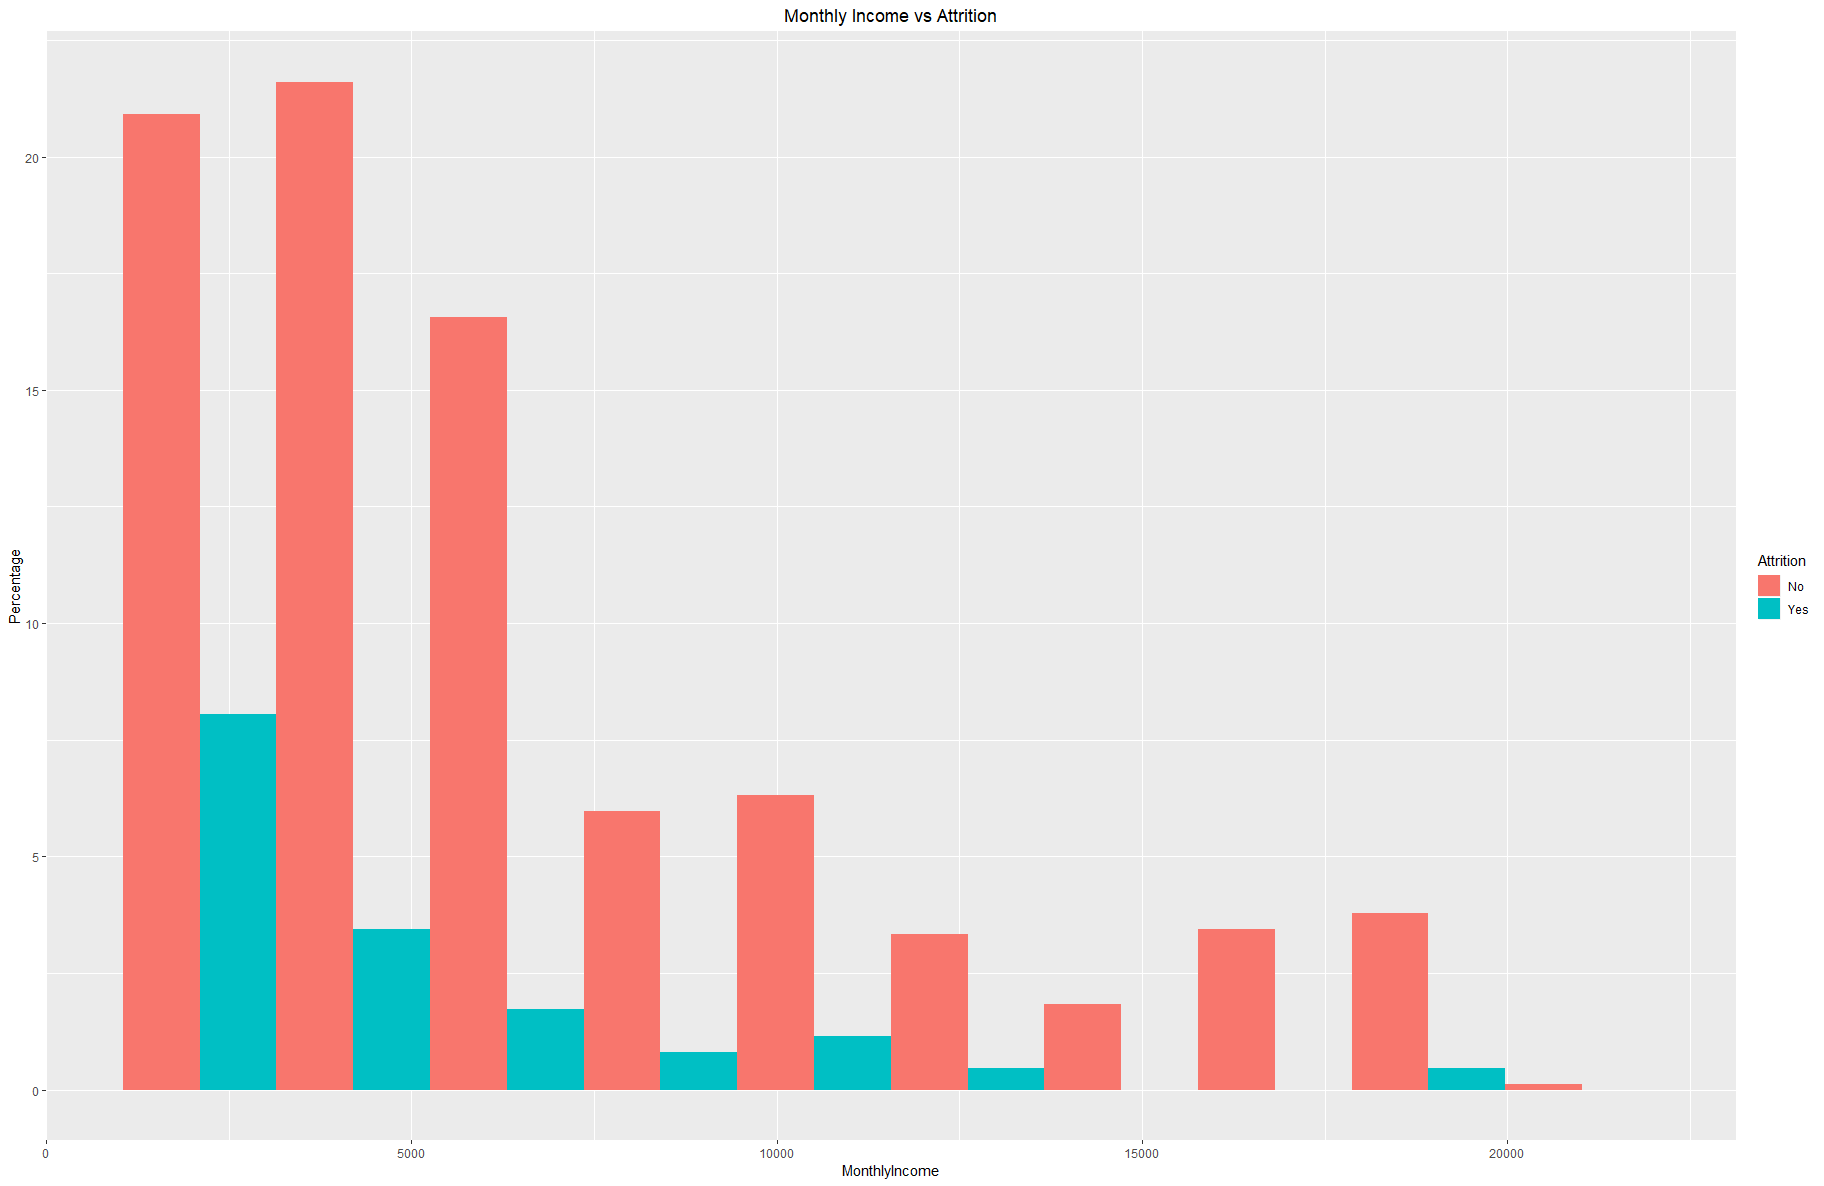 Monthly Income vs Attrition
Percentage
20
15
10
5
0
0 5000 10000 15000 20000
MonthlyIncome
Attrition
No
Yes